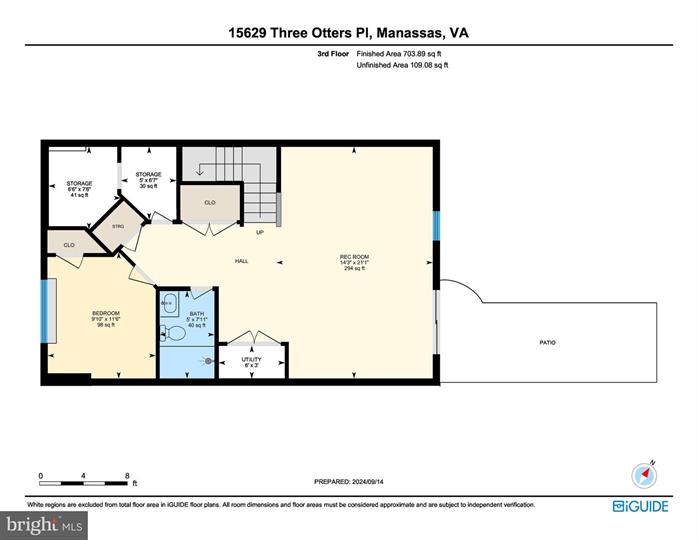 15629 Three Otters Pl, Manassas, VA
3rd Floor Finished Area 703.89 sq ft
Unfinished Area 109.08 sq ft
STORAGE
6'6" x 7'6"
41 sq ft
STORAGE
5' x 6'7"
30 sq ft
CLO
STRG
UP
CLO
HALL
REC ROOM
14'3" x 21'1"
294 sq ft
BEDROOM
9'10" x 11'6"
98 sq ft
BATH
5' x 7'11"
40 sq ft
UTILITY
6' x 3'
PATIO
0 4 8
ft
PREPARED: 2024/09/14
N
White regions are excluded from total floor area in iGUIDE floor plans. All room dimensions and floor areas must be considered approximate and are subject to independent verification.
iGUIDE
bright MLS